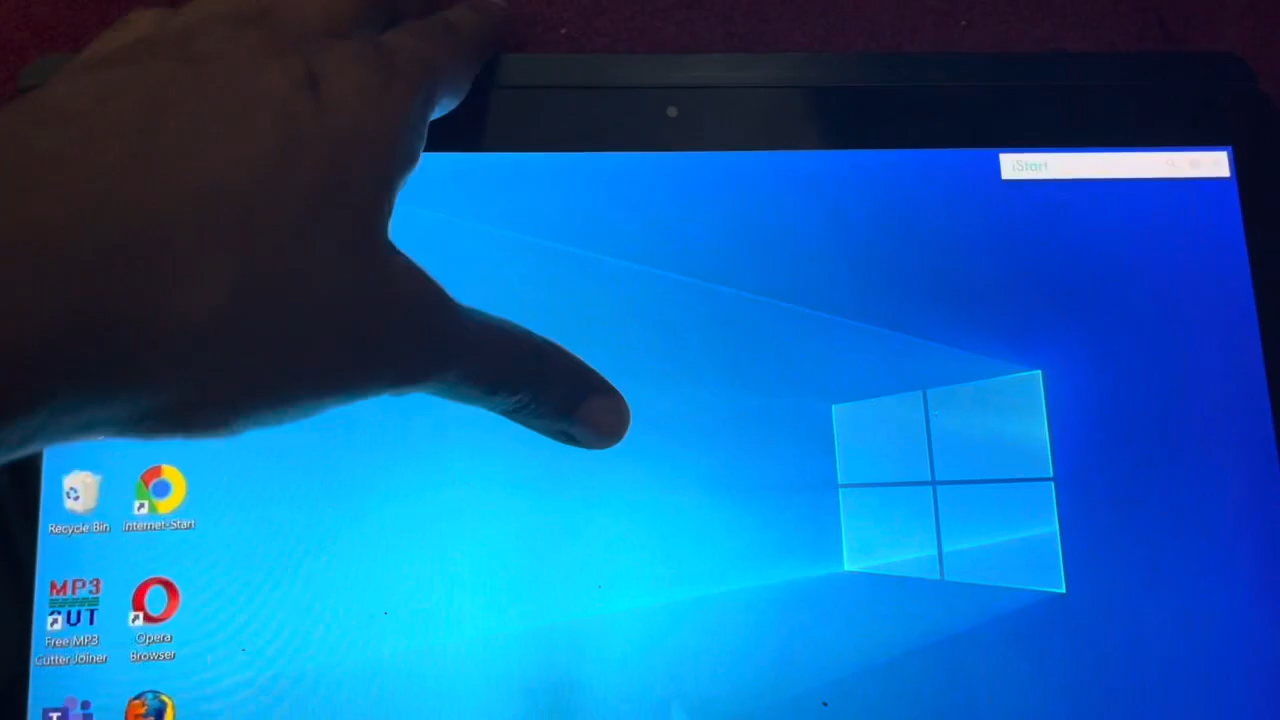 iStart
Recycle Bin
Internet-Start
MP3
CUT
Free MP3
Cutter Joiner
Opera
Browser
T